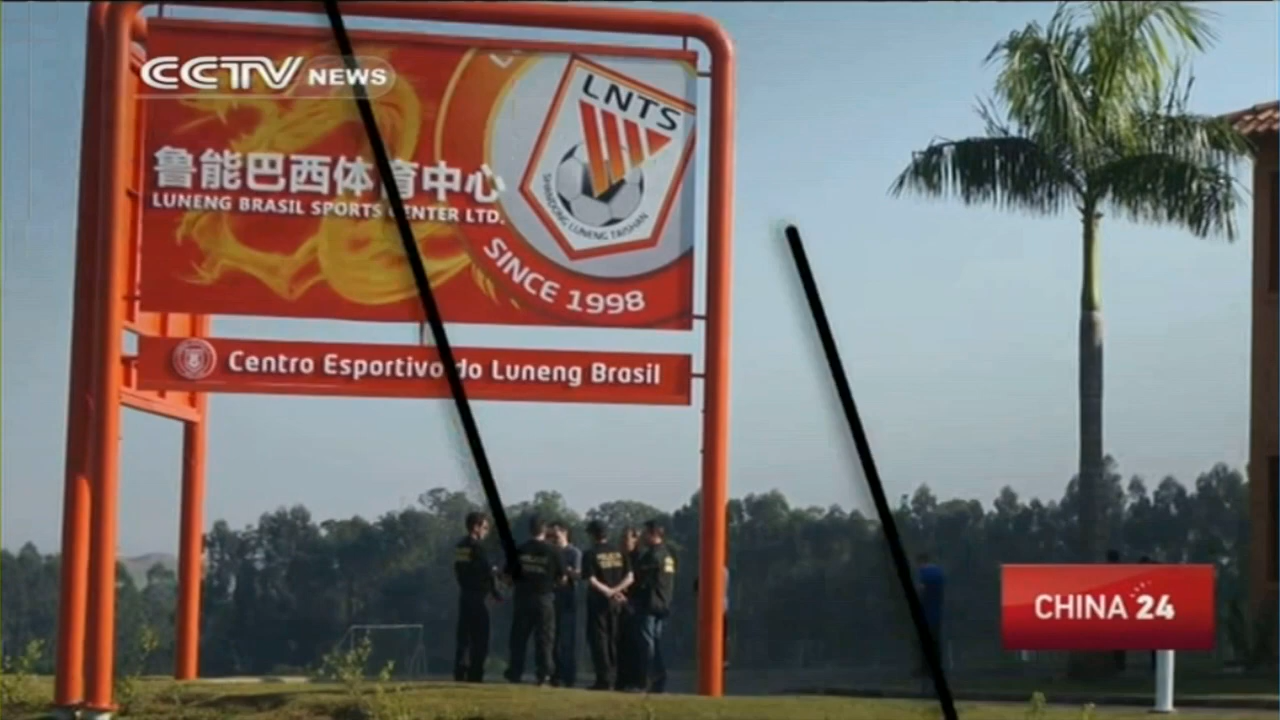 CCTV NEWS
LNTS
鲁能巴西体育中心
LUNENG BRASIL SPORTS CENTER LTD.
SHANDONG LUNENG TAISHAN
SINCE 1998
Centro Esportivo do Luneng Brasil
CHINA 24